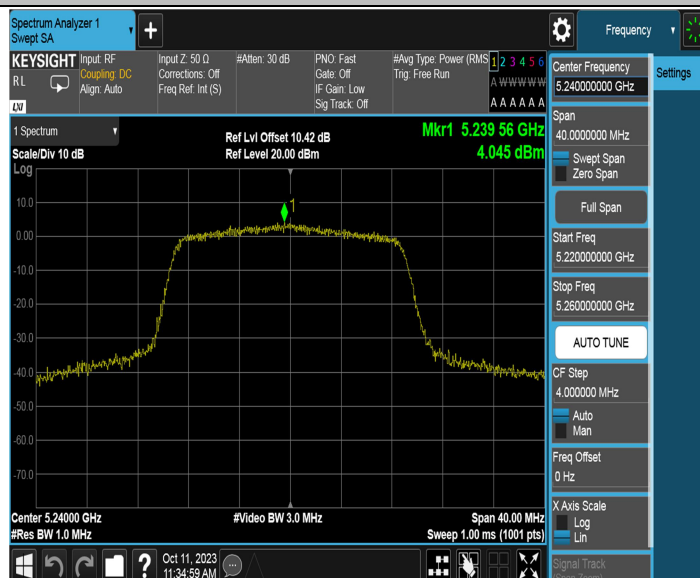 Spectrum Analyzer 1
Swept SA
Frequency
KEYSIGHT
RL
LXI
Input: RF
Coupling: DC
Align: Auto
Input Z: 50 Ω
Corrections: Off
Freq Ref: Int (S)
#Atten: 30 dB
PNO: Fast
Gate: Off
IF Gain: Low
Sig Track: Off
#Avg Type: Power (RMS
Trig: Free Run
1 2 3 4 5 6
A W W W W W
A A A A A A
1 Spectrum
Scale/Div 10 dB
Log
Ref Lvl Offset 10.42 dB
Ref Level 20.00 dBm
Mkr1 5.239 56 GHz
4.045 dBm
10.0
0.00
-10.0
-20.0
-30.0
-40.0
-50.0
-60.0
-70.0
1
Center 5.24000 GHz
#Res BW 1.0 MHz
#Video BW 3.0 MHz
Span 40.00 MHz
Sweep 1.00 ms (1001 pts)
Oct 11, 2023
11:34:59 AM
?
Center Frequency
5.240000000 GHz
Span
40.0000000 MHz
Swept Span
Zero Span
Full Span
Start Freq
5.220000000 GHz
Stop Freq
5.260000000 GHz
AUTO TUNE
CF Step
4.000000 MHz
Auto
Man
Freq Offset
0 Hz
X Axis Scale
Log
Lin
Signal Track
(Span Zoom)
Settings